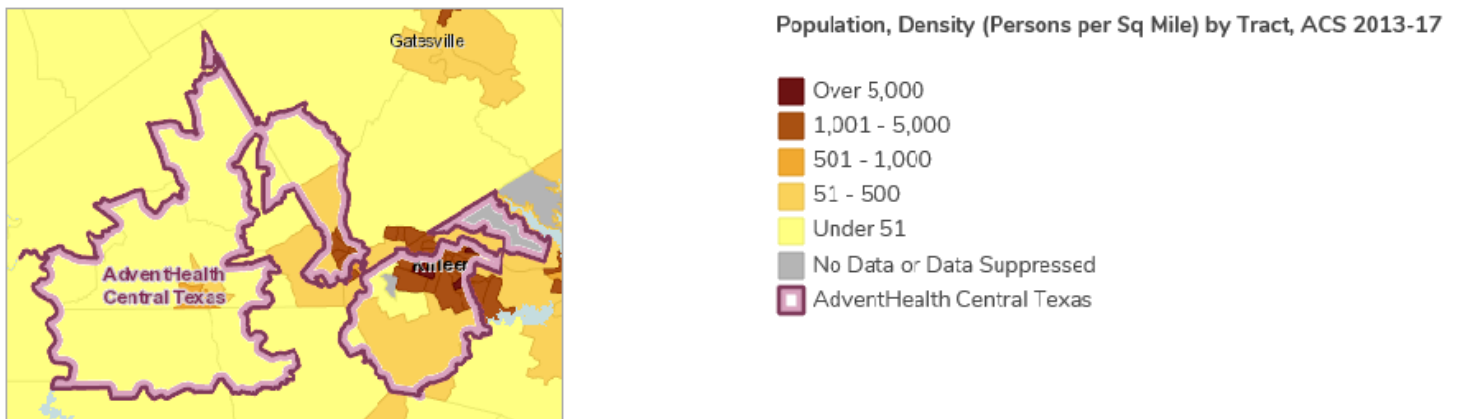 Gatesville
AdventHealth
Central Texas
Population, Density (Persons per Sq Mile) by Tract, ACS 2013-17
Over 5,000
1,001 - 5,000
501 - 1,000
51 - 500
Under 51
No Data or Data Suppressed
AdventHealth Central Texas